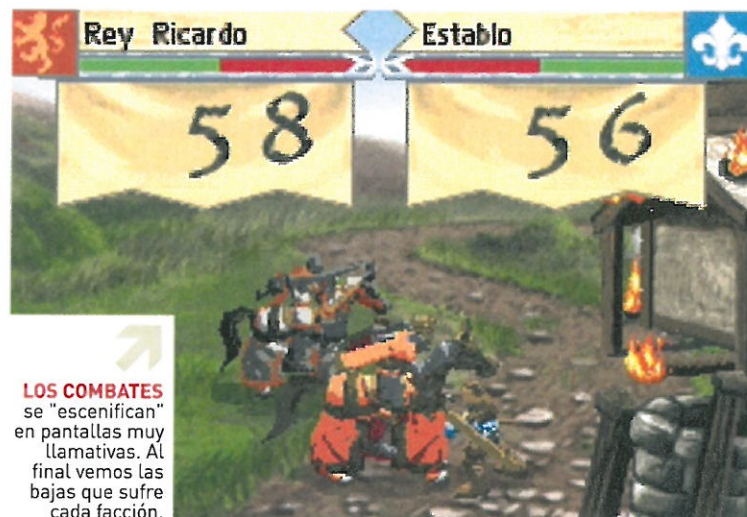 Rey Ricardo
Establo
58
56
LOS COMBATES
se "escenifican"
en pantallas muy
llamativas. Al
final vemos las
bajas que sufre
cada facción.